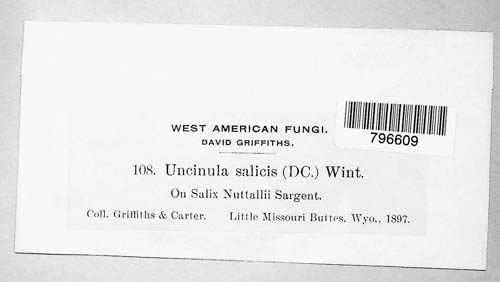 WEST AMERICAN FUNGI.
DAVID GRIFFITHS.
796609
108. Uncinula salicis (DC.) Wint.
On Salix Nuttallii Sargent.
Coll. Griffiths & Carter. Little Missouri Buttes, Wyo., 1897.